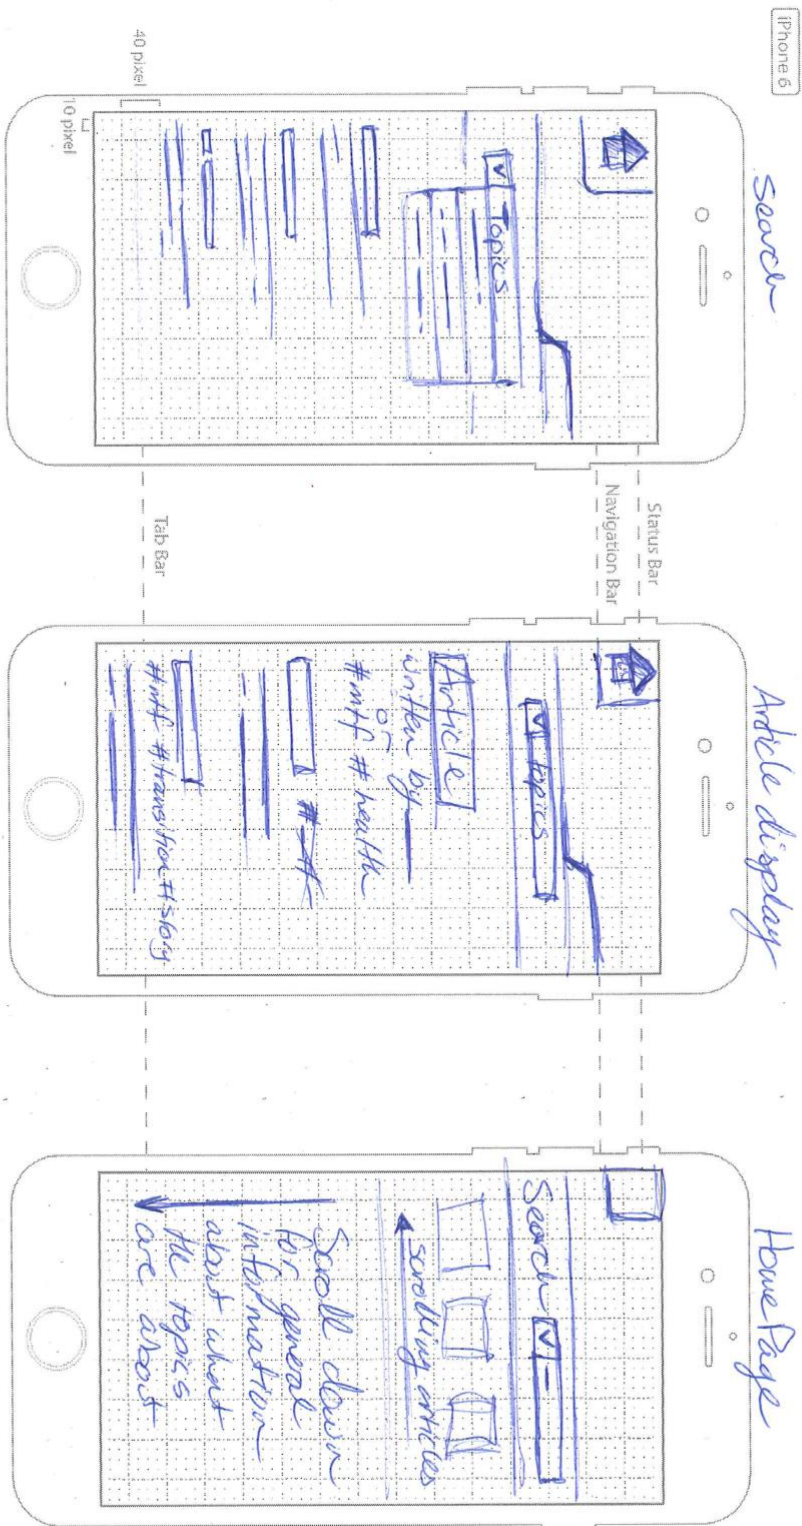 iPhone 6
Search
Topics
40 pixel
10 pixel
Status Bar
Navigation Bar
Tab Bar
Article display
topics
Article
written by
or
#mtf #health
# #
#mtf #transition #story
Home Page
Search
scrolling articles
Scroll down
for general
information
about what
the topics
are about